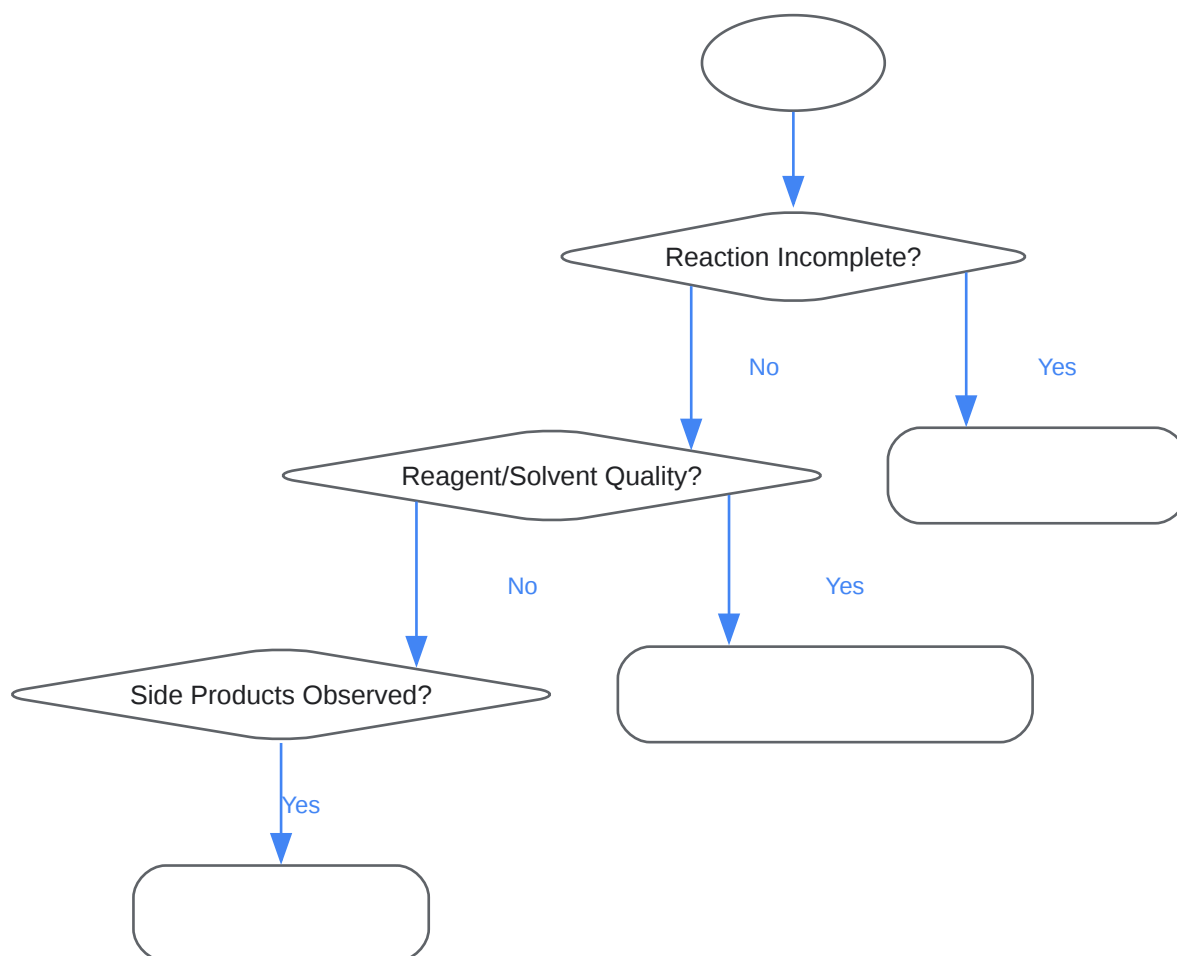 Reaction Incomplete?
No
Yes
Reagent/Solvent Quality?
No
Yes
Side Products Observed?
Yes